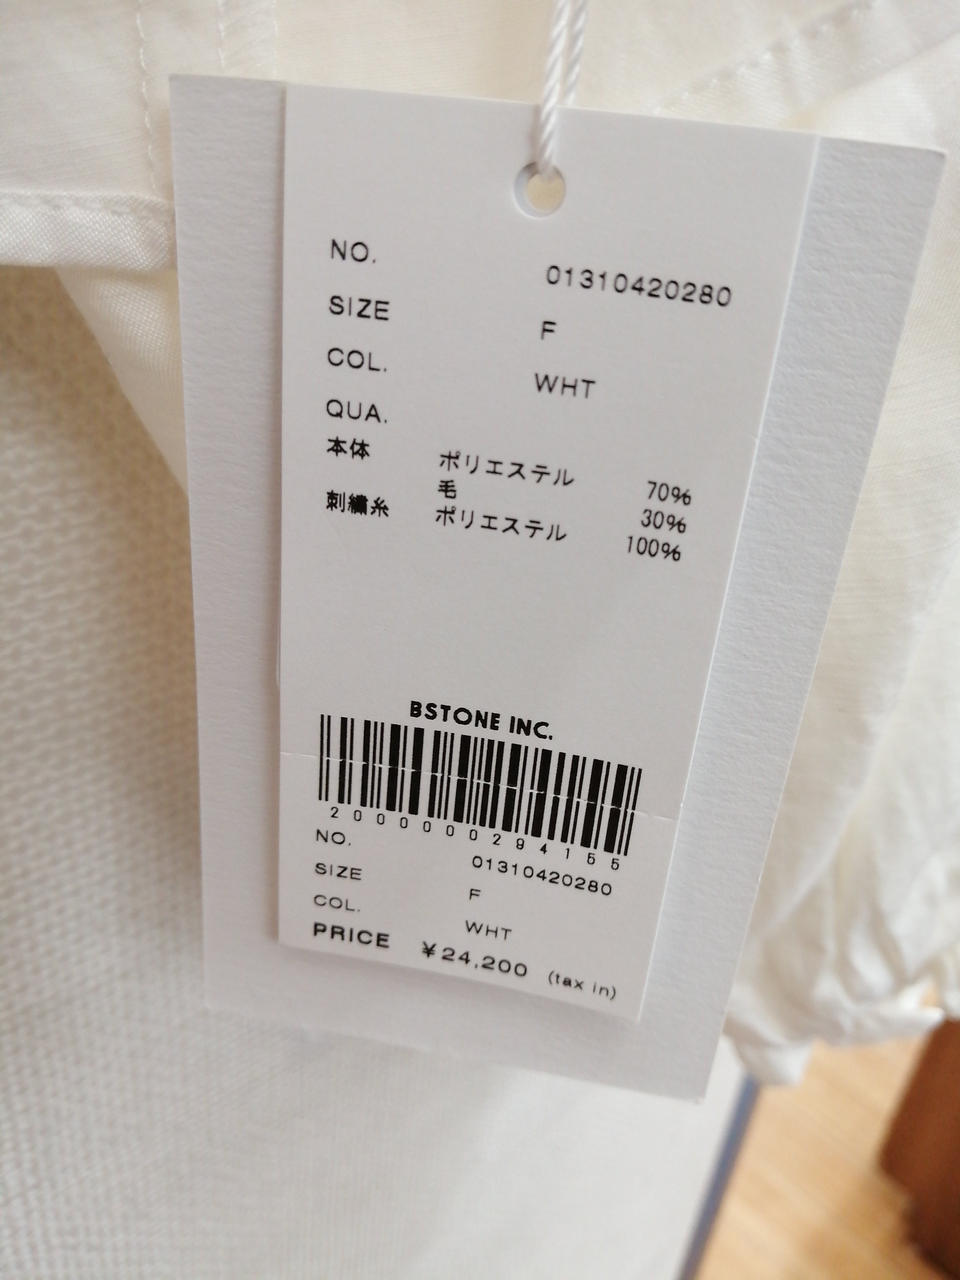 NO. 01310420280
SIZE F
COL. WHT
QUA.
本体 ポリエステル 70%
毛 30%
刺繍糸 ポリエステル 100%
BSTONE INC.
2000000294155
NO. 01310420280
SIZE F
COL. WHT
PRICE ¥24,200 (tax in)